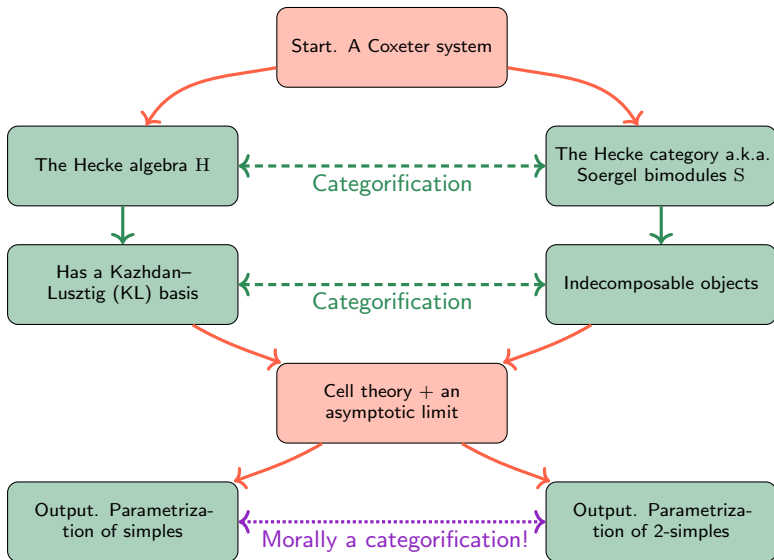 Start. A Coxeter system
The Hecke algebra H
Categorification
The Hecke category a.k.a.
Soergel bimodules S
Has a Kazhdan–
Lusztig (KL) basis
Categorification
Indecomposable objects
Cell theory + an
asymptotic limit
Output. Parametriza-
tion of simples
Morally a categorification!
Output. Parametriza-
tion of 2-simples